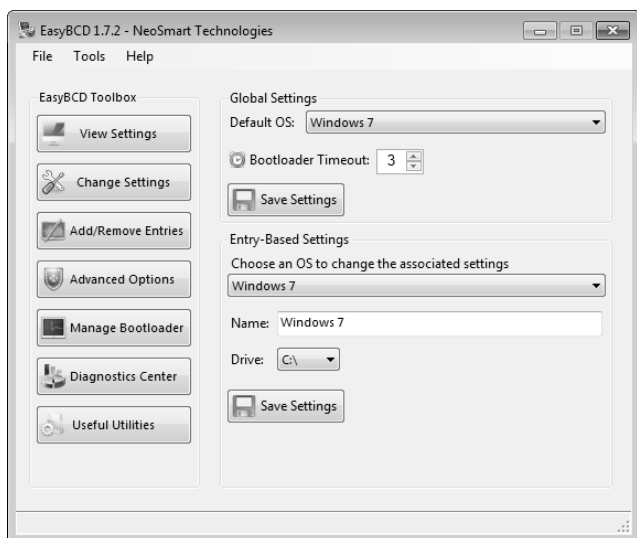 EasyBCD 1.7.2 - NeoSmart Technologies
File Tools Help
EasyBCD Toolbox
View Settings
Change Settings
Add/Remove Entries
Advanced Options
Manage Bootloader
Diagnostics Center
Useful Utilities
Global Settings
Default OS: Windows 7
Bootloader Timeout: 3
Save Settings
Entry-Based Settings
Choose an OS to change the associated settings
Windows 7
Name: Windows 7
Drive: C:\
Save Settings